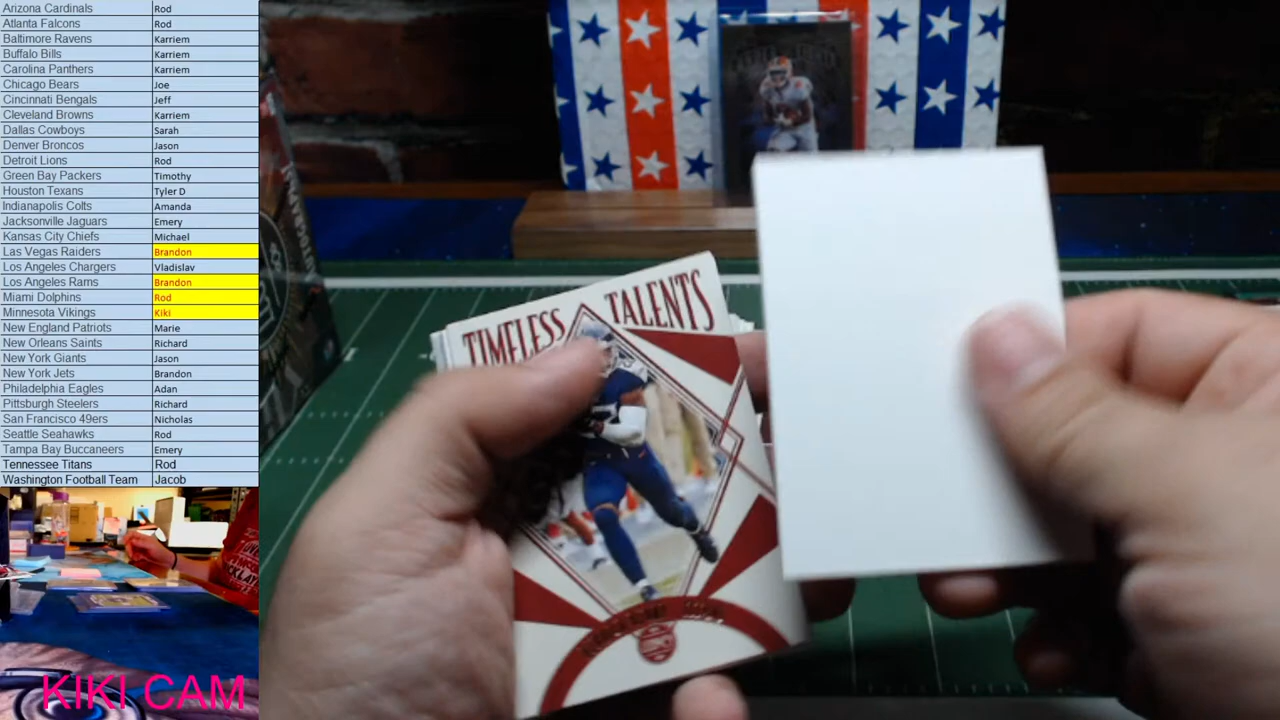 Arizona Cardinals Rod
Atlanta Falcons Rod
Baltimore Ravens Karriem
Buffalo Bills Karriem
Carolina Panthers Karriem
Chicago Bears Joe
Cincinnati Bengals Jeff
Cleveland Browns Karriem
Dallas Cowboys Sarah
Denver Broncos Jason
Detroit Lions Rod
Green Bay Packers Timothy
Houston Texans Tyler D
Indianapolis Colts Amanda
Jacksonville Jaguars Emery
Kansas City Chiefs Michael
Las Vegas Raiders Brandon
Los Angeles Chargers Vladislav
Los Angeles Rams Brandon
Miami Dolphins Rod
Minnesota Vikings Kiki
New England Patriots Marie
New Orleans Saints Richard
New York Giants Jason
New York Jets Brandon
Philadelphia Eagles Adan
Pittsburgh Steelers Richard
San Francisco 49ers Nicholas
Seattle Seahawks Rod
Tampa Bay Buccaneers Emery
Tennessee Titans Rod
Washington Football Team Jacob
KIKI CAM
TIMELESS TALENTS